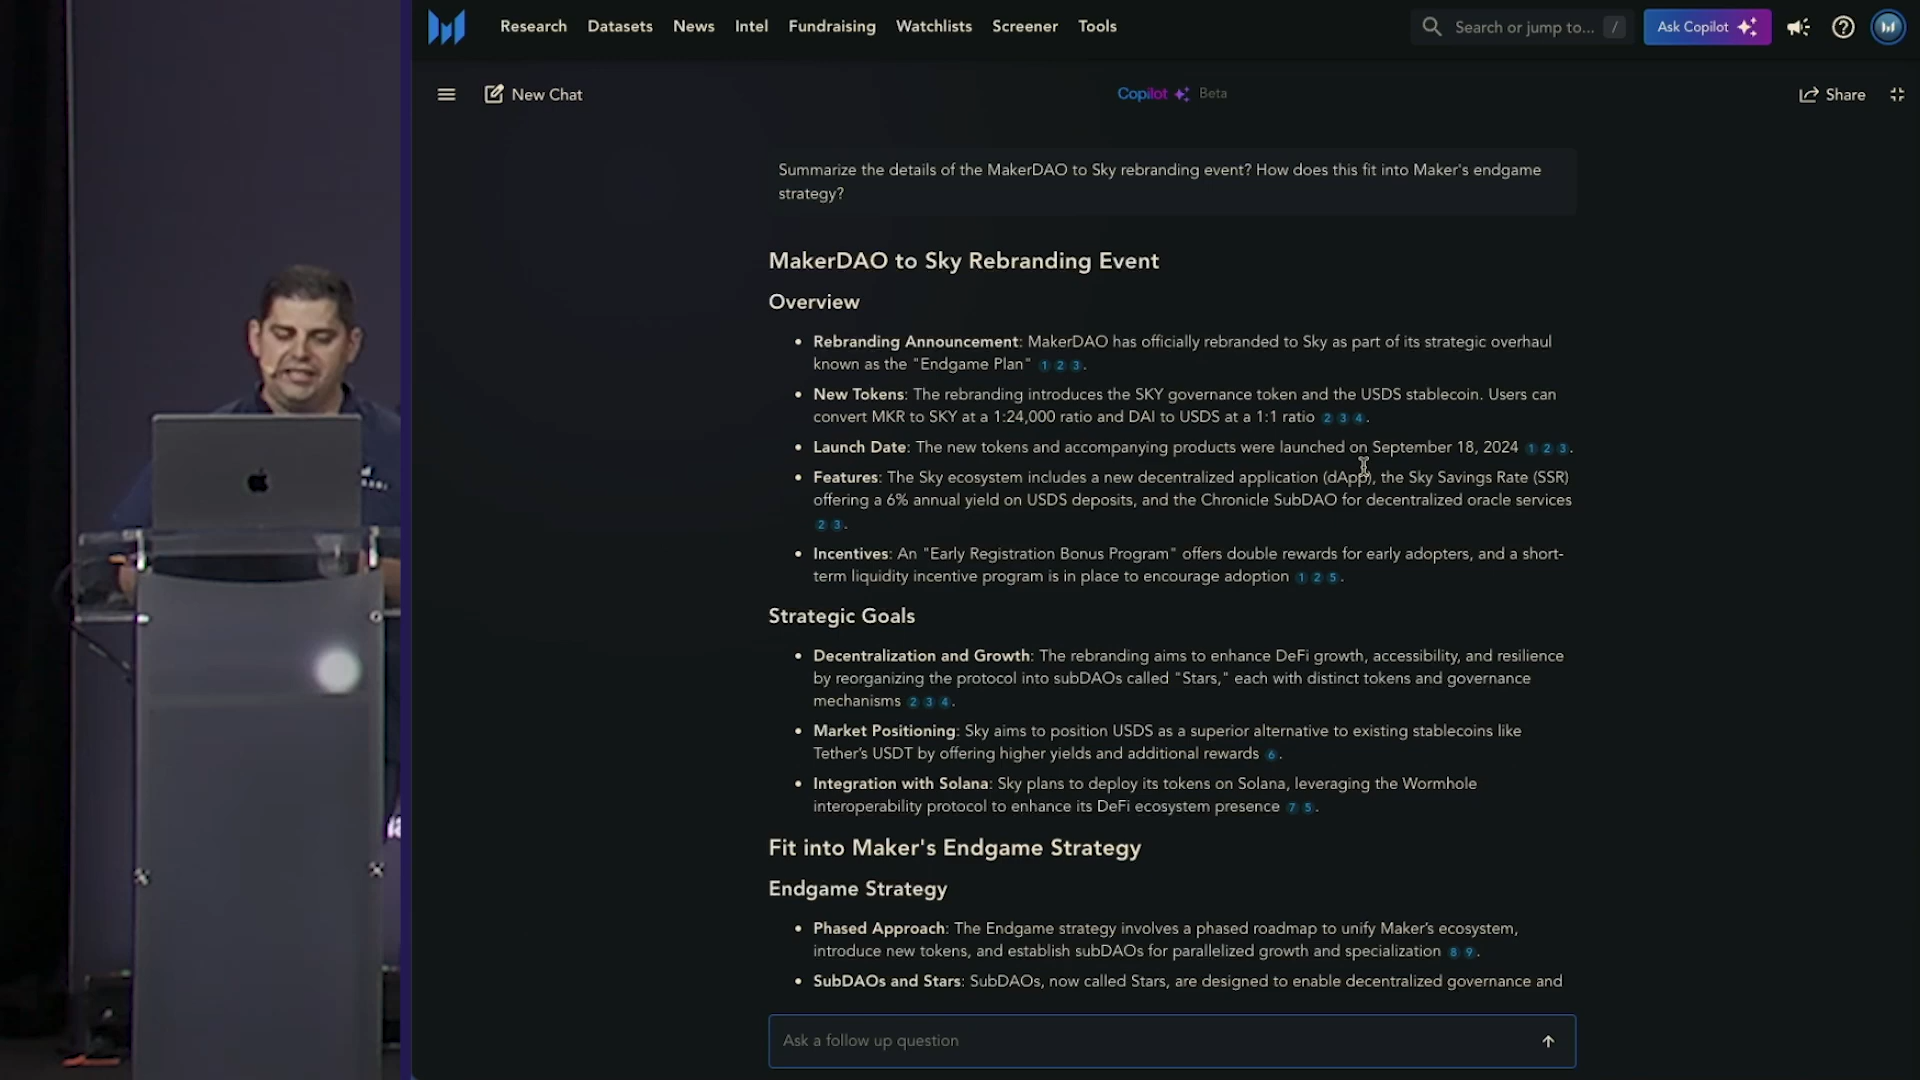 Research Datasets News Intel Fundraising Watchlists Screener Tools
Search or jump to... /
Ask Copilot
New Chat
Copilot Beta
Share
Summarize the details of the MakerDAO to Sky rebranding event? How does this fit into Maker's endgame
strategy?
MakerDAO to Sky Rebranding Event
Overview
• Rebranding Announcement: MakerDAO has officially rebranded to Sky as part of its strategic overhaul
known as the "Endgame Plan" 1 2 3.
• New Tokens: The rebranding introduces the SKY governance token and the USDS stablecoin. Users can
convert MKR to SKY at a 1:24,000 ratio and DAI to USDS at a 1:1 ratio 2 3 4.
• Launch Date: The new tokens and accompanying products were launched on September 18, 2024 1 2 3.
• Features: The Sky ecosystem includes a new decentralized application (dApp), the Sky Savings Rate (SSR)
offering a 6% annual yield on USDS deposits, and the Chronicle SubDAO for decentralized oracle services
2 3.
• Incentives: An "Early Registration Bonus Program" offers double rewards for early adopters, and a short-
term liquidity incentive program is in place to encourage adoption 1 2 5.
Strategic Goals
• Decentralization and Growth: The rebranding aims to enhance DeFi growth, accessibility, and resilience
by reorganizing the protocol into subDAOs called "Stars," each with distinct tokens and governance
mechanisms 2 3 4.
• Market Positioning: Sky aims to position USDS as a superior alternative to existing stablecoins like
Tether's USDT by offering higher yields and additional rewards 6.
• Integration with Solana: Sky plans to deploy its tokens on Solana, leveraging the Wormhole
interoperability protocol to enhance its DeFi ecosystem presence 7 5.
Fit into Maker's Endgame Strategy
Endgame Strategy
• Phased Approach: The Endgame strategy involves a phased roadmap to unify Maker's ecosystem,
introduce new tokens, and establish subDAOs for parallelized growth and specialization 8 9.
• SubDAOs and Stars: SubDAOs, now called Stars, are designed to enable decentralized governance and
Ask a follow up question